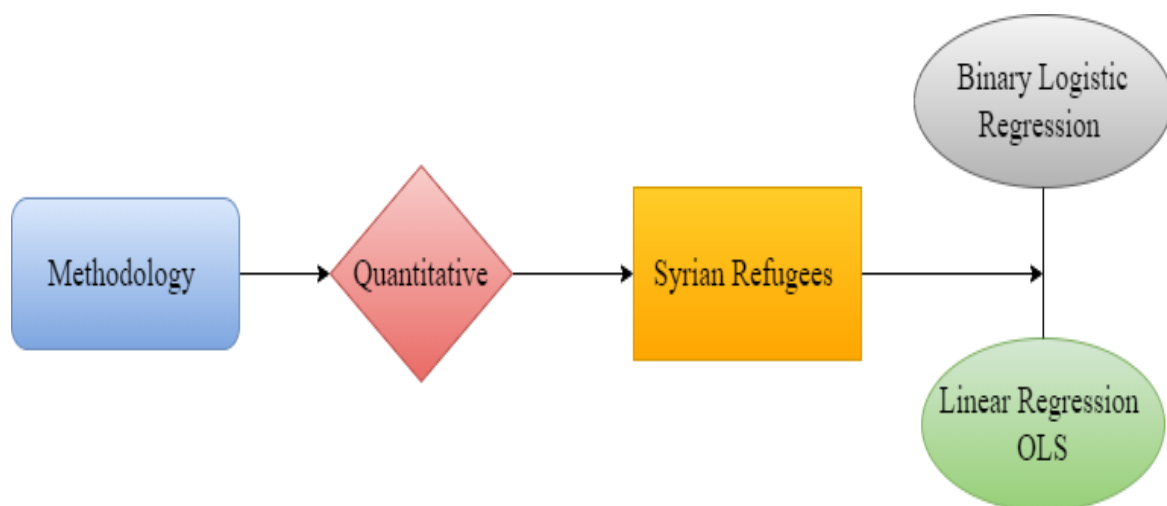 Methodology
Quantitative
Syrian Refugees
Binary Logistic
Regression
Linear Regression
OLS